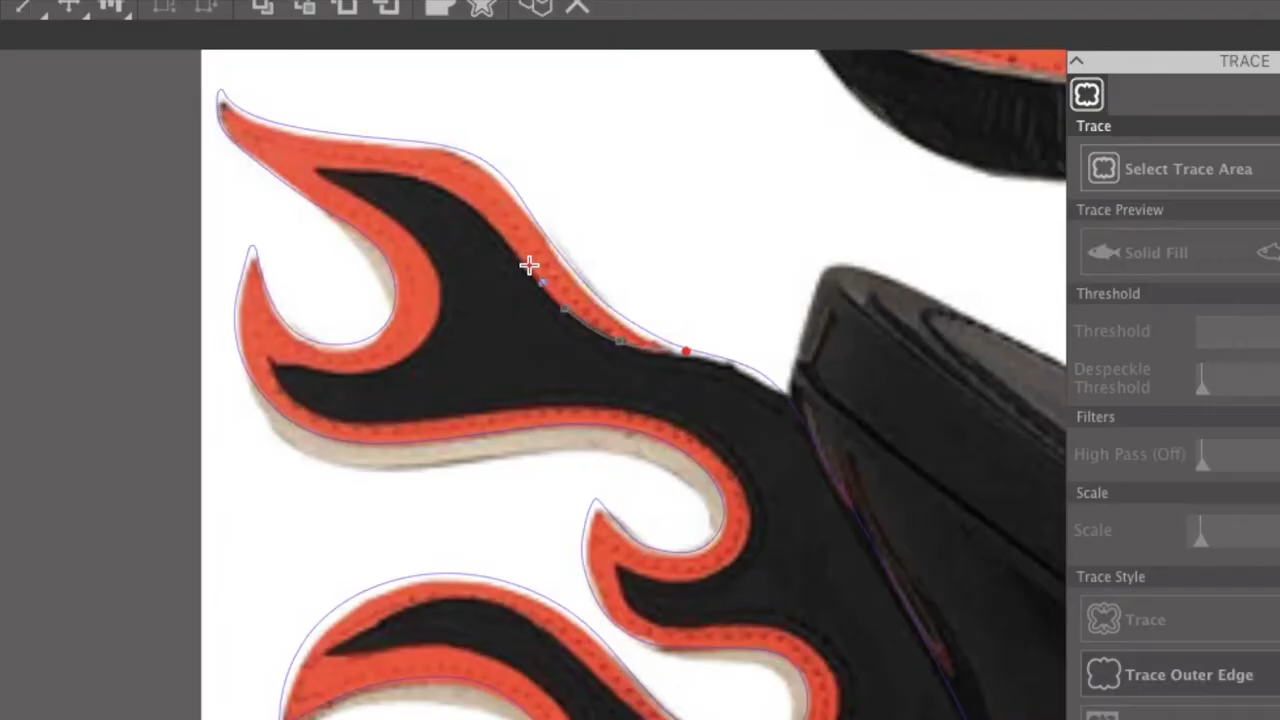 TRACE
Trace
Select Trace Area
Trace Preview
Solid Fill
Threshold
Threshold
Despeckle
Threshold
Filters
High Pass (Off)
Scale
Scale
Trace Style
Trace
Trace Outer Edge